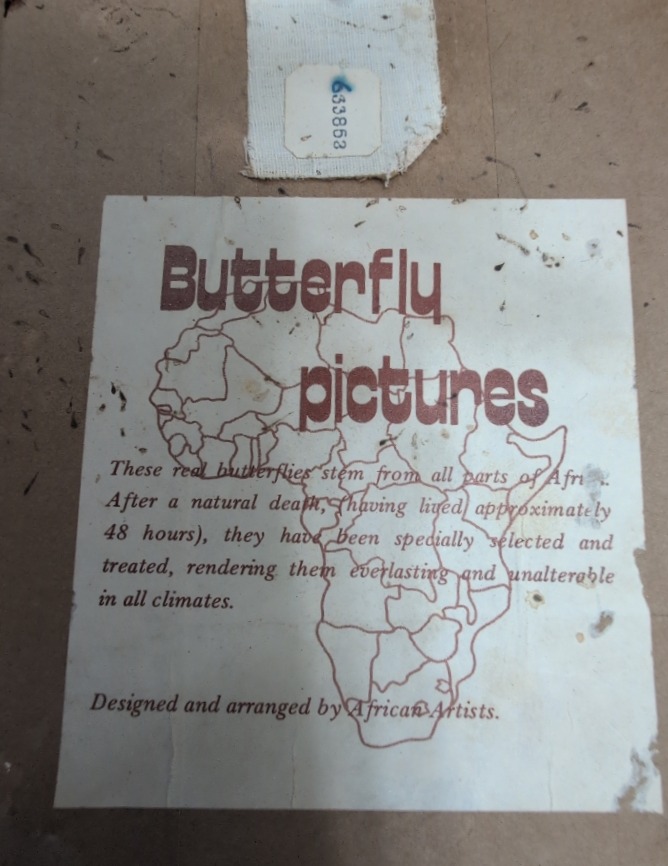 633853
Butterfly
pictures
These real butterflies stem from all parts of
After a natural death, (having lived approximately
48 hours), they have been specially selected and
treated, rendering them everlasting and unalterable
in all climates.
Designed and arranged by African Artists.